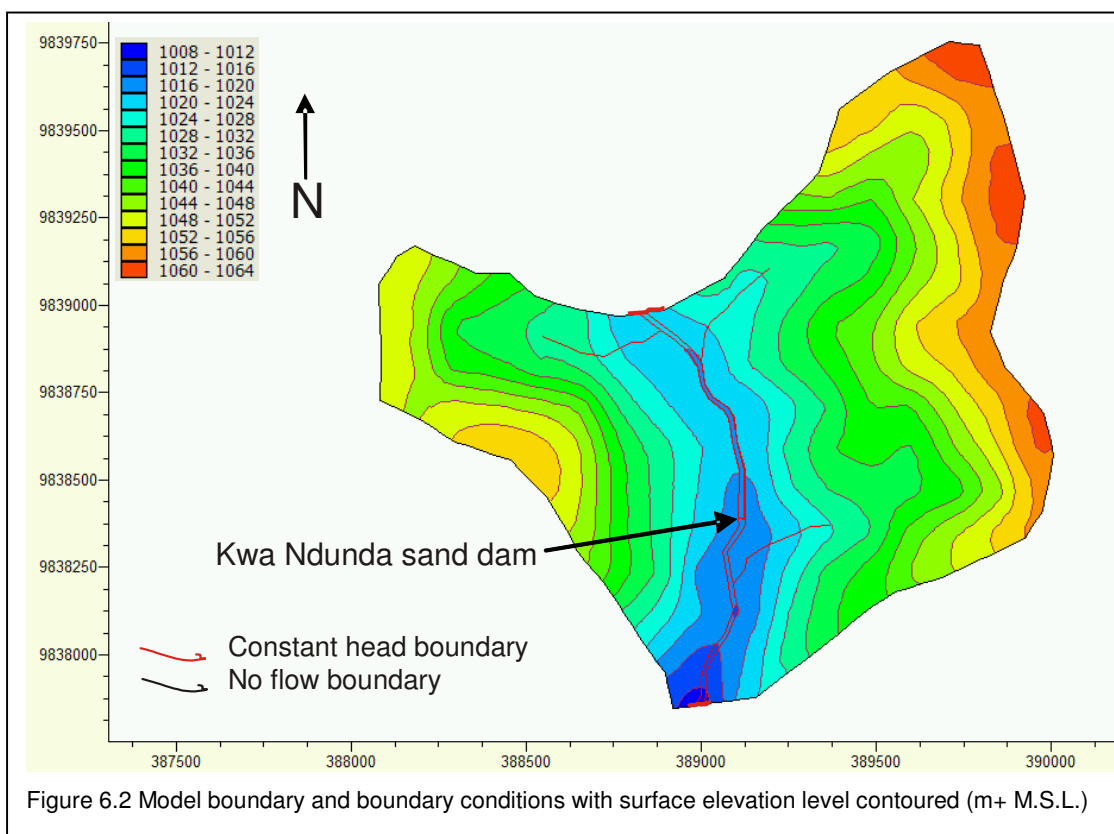 9839750
9839500
9839250
9839000
9838750
9838500
9838250
9838000
1008 - 1012
1012 - 1016
1016 - 1020
1020 - 1024
1024 - 1028
1028 - 1032
1032 - 1036
1036 - 1040
1040 - 1044
1044 - 1048
1048 - 1052
1052 - 1056
1056 - 1060
1060 - 1064
N
Kwa Ndunda sand dam
Constant head boundary
No flow boundary
387500 388000 388500 389000 389500 390000
Figure 6.2 Model boundary and boundary conditions with surface elevation level contoured (m+ M.S.L.)